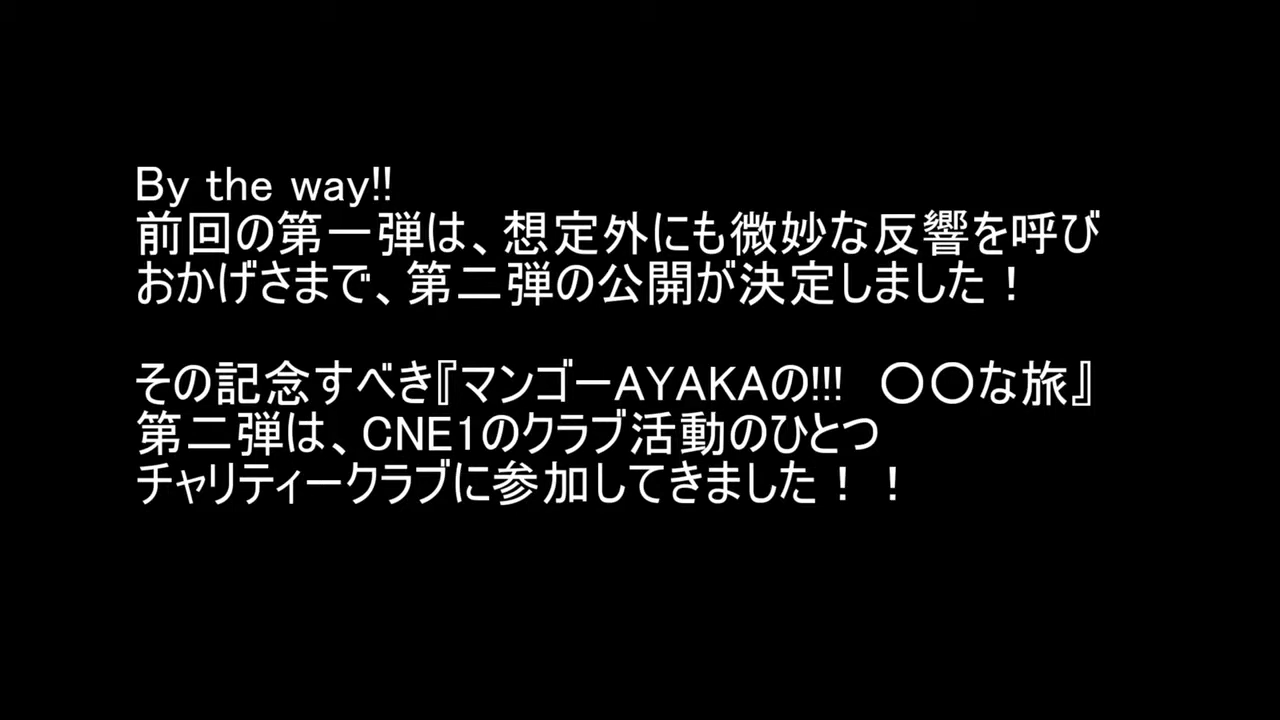 By the way!!
前回の第一弾は、想定外にも微妙な反響を呼び
おかげさまで、第二弾の公開が決定しました！
その記念すべき『マンゴーAYAKAの!!!　〇〇な旅』
第二弾は、CNE1のクラブ活動のひとつ
チャリティークラブに参加してきました！！